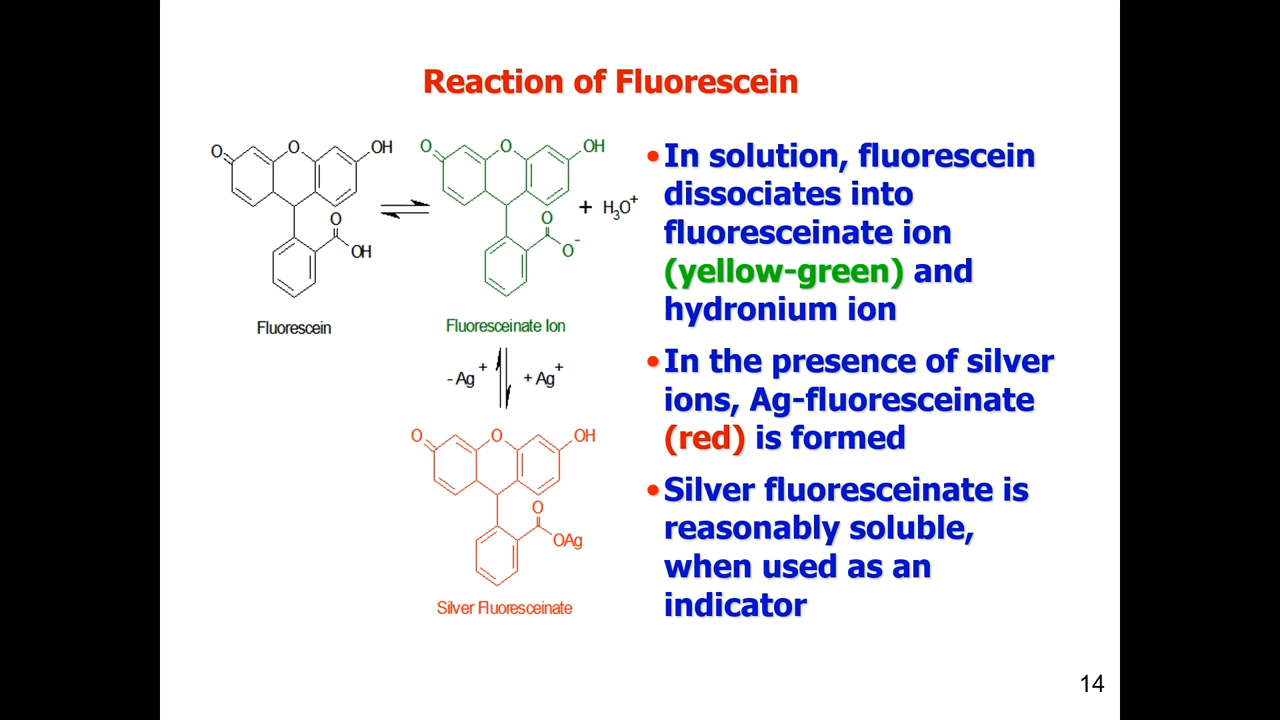 Reaction of Fluorescein
O
O
OH
O
OH
Fluorescein
O
O
OH
O
O⁻
+ H₃O⁺
Fluoresceinate Ion
- Ag⁺
+ Ag⁺
O
O
OH
O
OAg
Silver Fluoresceinate
•In solution, fluorescein
dissociates into
fluoresceinate ion
(yellow-green) and
hydronium ion
•In the presence of silver
ions, Ag-fluoresceinate
(red) is formed
•Silver fluoresceinate is
reasonably soluble,
when used as an
indicator
14